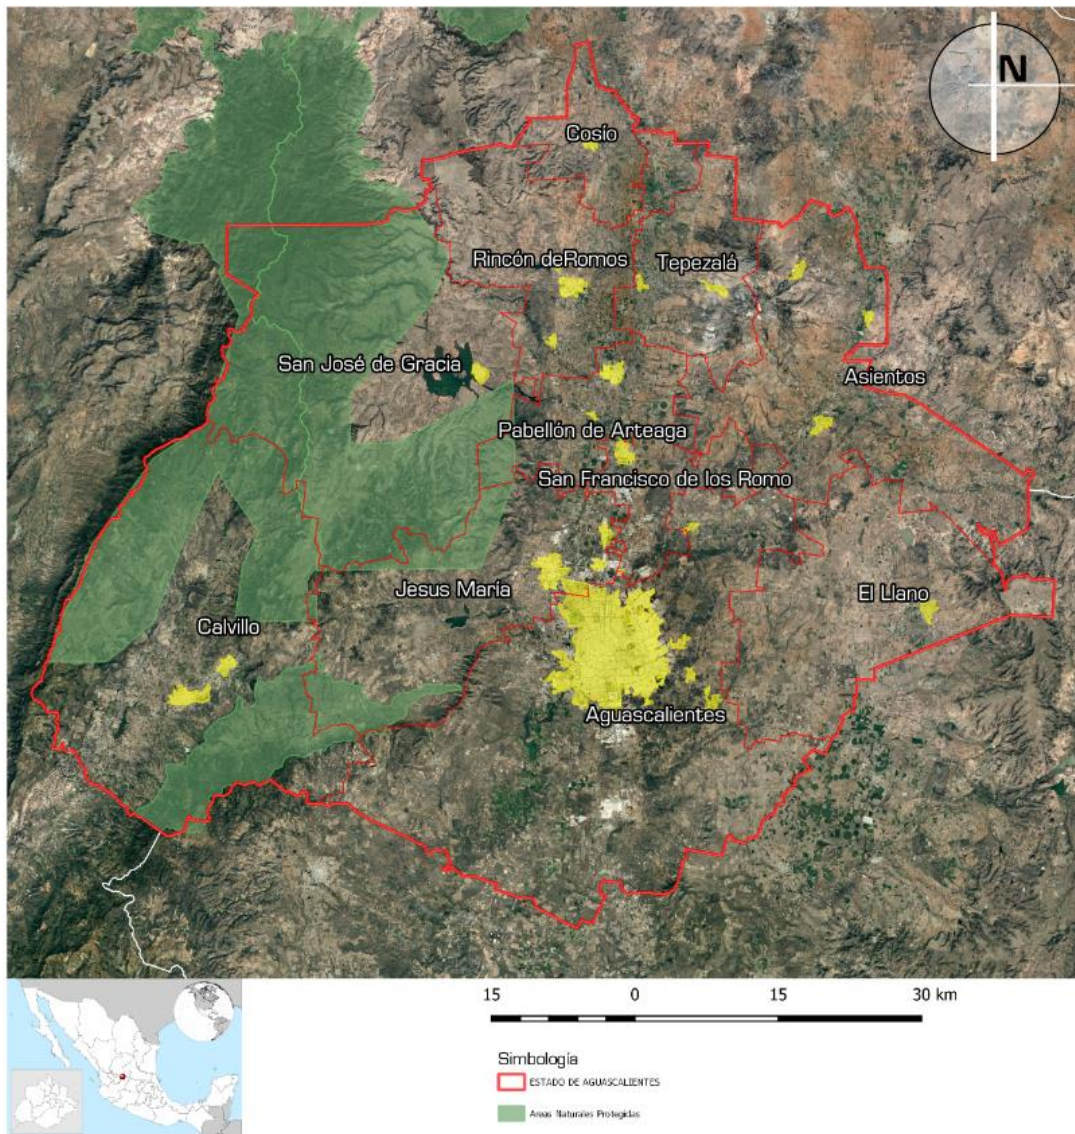 N
Cosío
Rincón deRomos
Tepezalá
San José de Gracia
Asientos
Pabellón de Arteaga
San Francisco de los Romo
Jesus María
El Llano
Calvillo
Aguascalientes
15 0 15 30 km
Simbología
ESTADO DE AGUASCALIENTES
Areas Naturales Protegidas